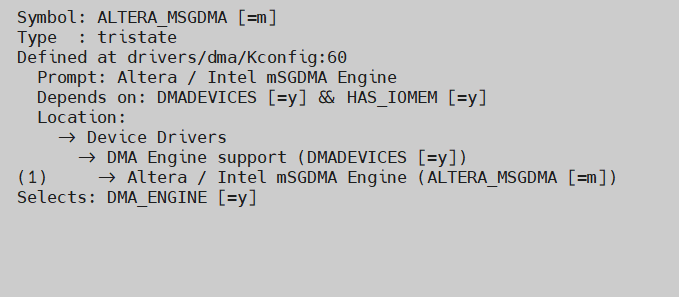 Symbol: ALTERA_MSGDMA [=m]
Type  : tristate
Defined at drivers/dma/Kconfig:60
  Prompt: Altera / Intel mSGDMA Engine
  Depends on: DMADEVICES [=y] && HAS_IOMEM [=y]
  Location:
    -> Device Drivers
      -> DMA Engine support (DMADEVICES [=y])
(1)     -> Altera / Intel mSGDMA Engine (ALTERA_MSGDMA [=m])
Selects: DMA_ENGINE [=y]